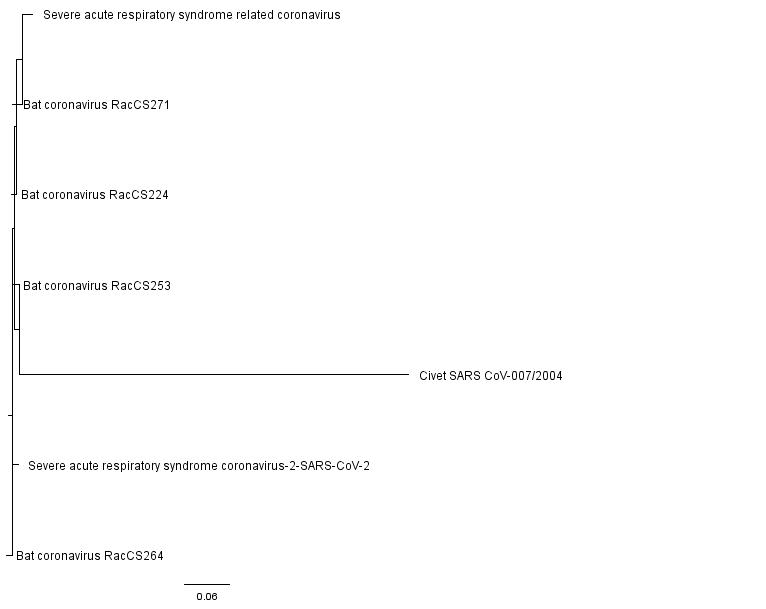 Severe acute respiratory syndrome related coronavirus
Bat coronavirus RacCS271
Bat coronavirus RacCS224
Bat coronavirus RacCS253
Civet SARS CoV-007/2004
Severe acute respiratory syndrome coronavirus-2-SARS-CoV-2
Bat coronavirus RacCS264
0.06